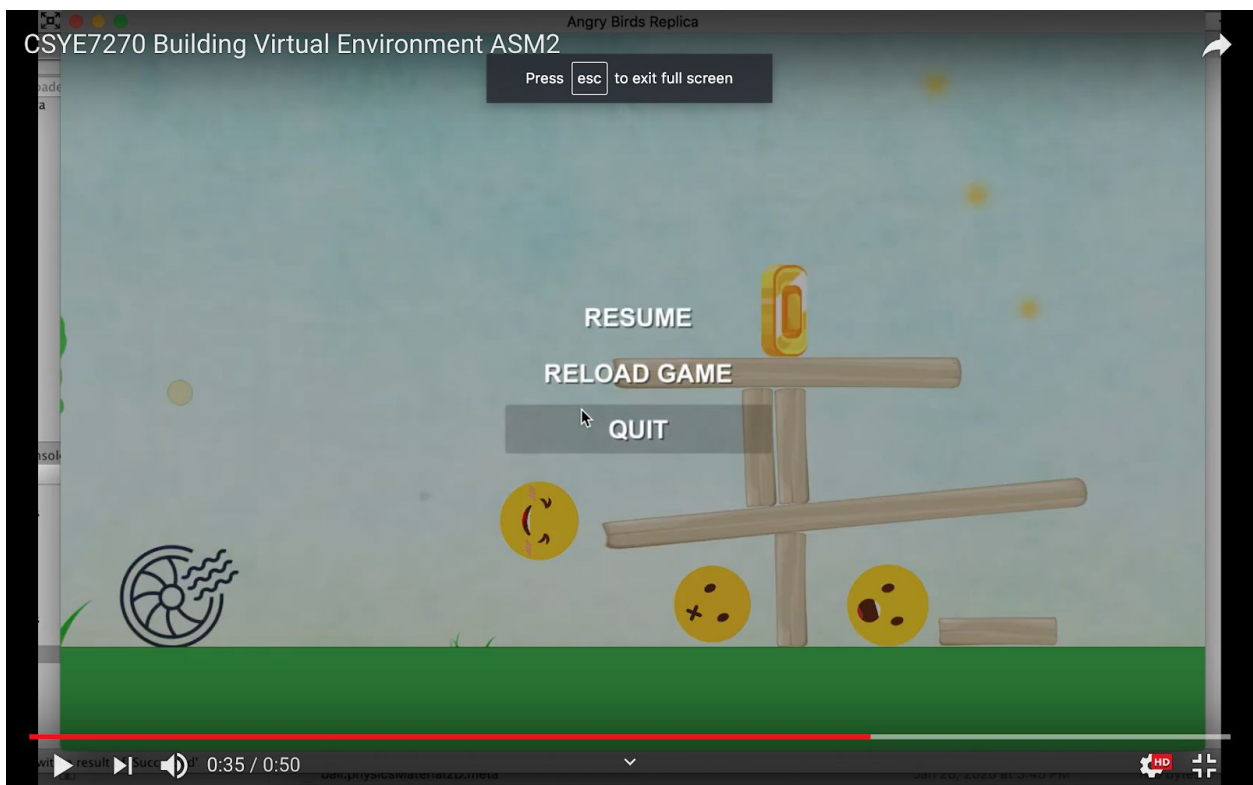 Angry Birds Replica
CSYE7270 Building Virtual Environment ASM2
Press esc to exit full screen
a
RESUME
RELOAD GAME
QUIT
0:35 / 0:50
HD